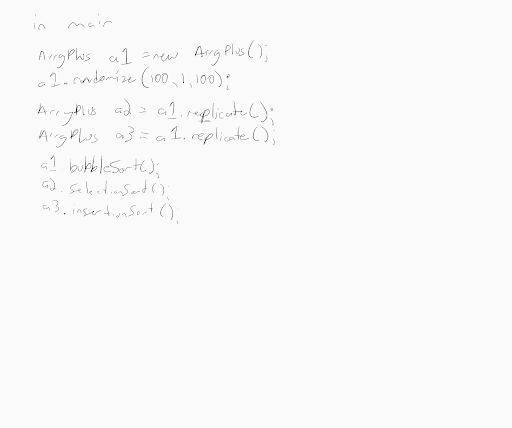 in main
ArryPlus a1 = new ArryPlus();
a1.randomize(100,1,100);
ArryPlus a2 = a1.replicate();
ArryPlus a3 = a1.replicate();
a1.bubbleSort();
a2.selectionSort();
a3.insertionSort();